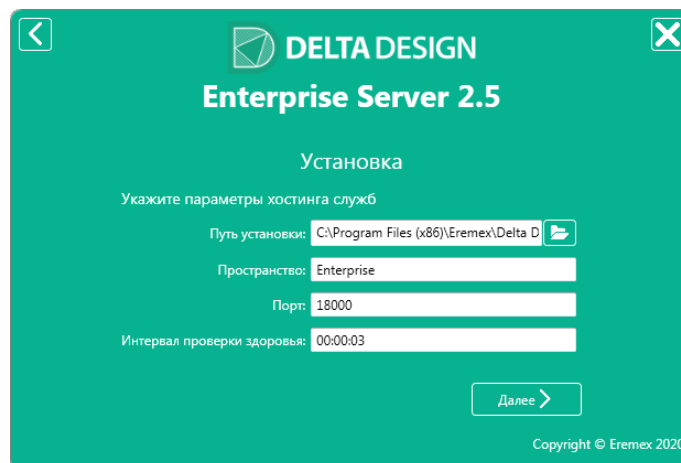 DELTA DESIGN
Enterprise Server 2.5
Установка
Укажите параметры хостинга служб
Путь установки: C:\Program Files (x86)\Eremex\Delta D
Пространство: Enterprise
Порт: 18000
Интервал проверки здоровья: 00:00:03
Далее
Copyright © Eremex 2020